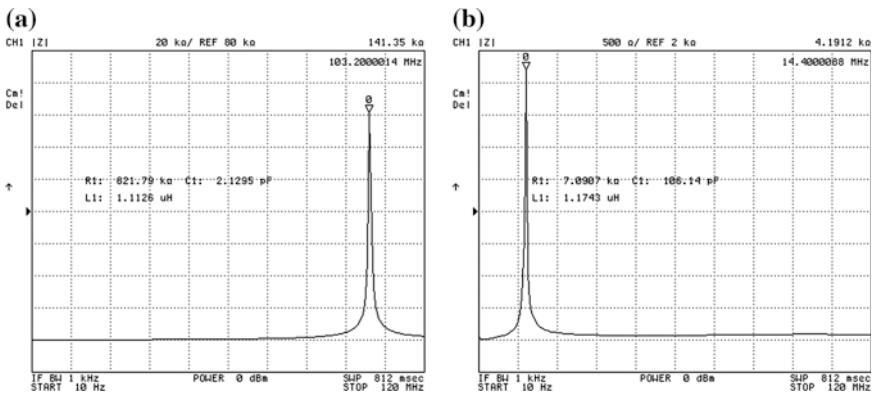 (a)
CH1 |Z| 20 kΩ/ REF 80 kΩ 141.35 kΩ
103.2000014 MHz
Cm!
Del
0
R1: 621.79 kΩ C1: 2.1295 pF
L1: 1.1126 uH
IF BW 1 kHz POWER 0 dBm SWP 812 msec
START 10 Hz STOP 120 MHz
(b)
CH1 |Z| 500 Ω/ REF 2 kΩ 4.1912 kΩ
14.4000088 MHz
Cm!
Del
0
R1: 7.0907 kΩ C1: 106.14 pF
L1: 1.1743 uH
IF BW 1 kHz POWER 0 dBm SWP 812 msec
START 10 Hz STOP 120 MHz